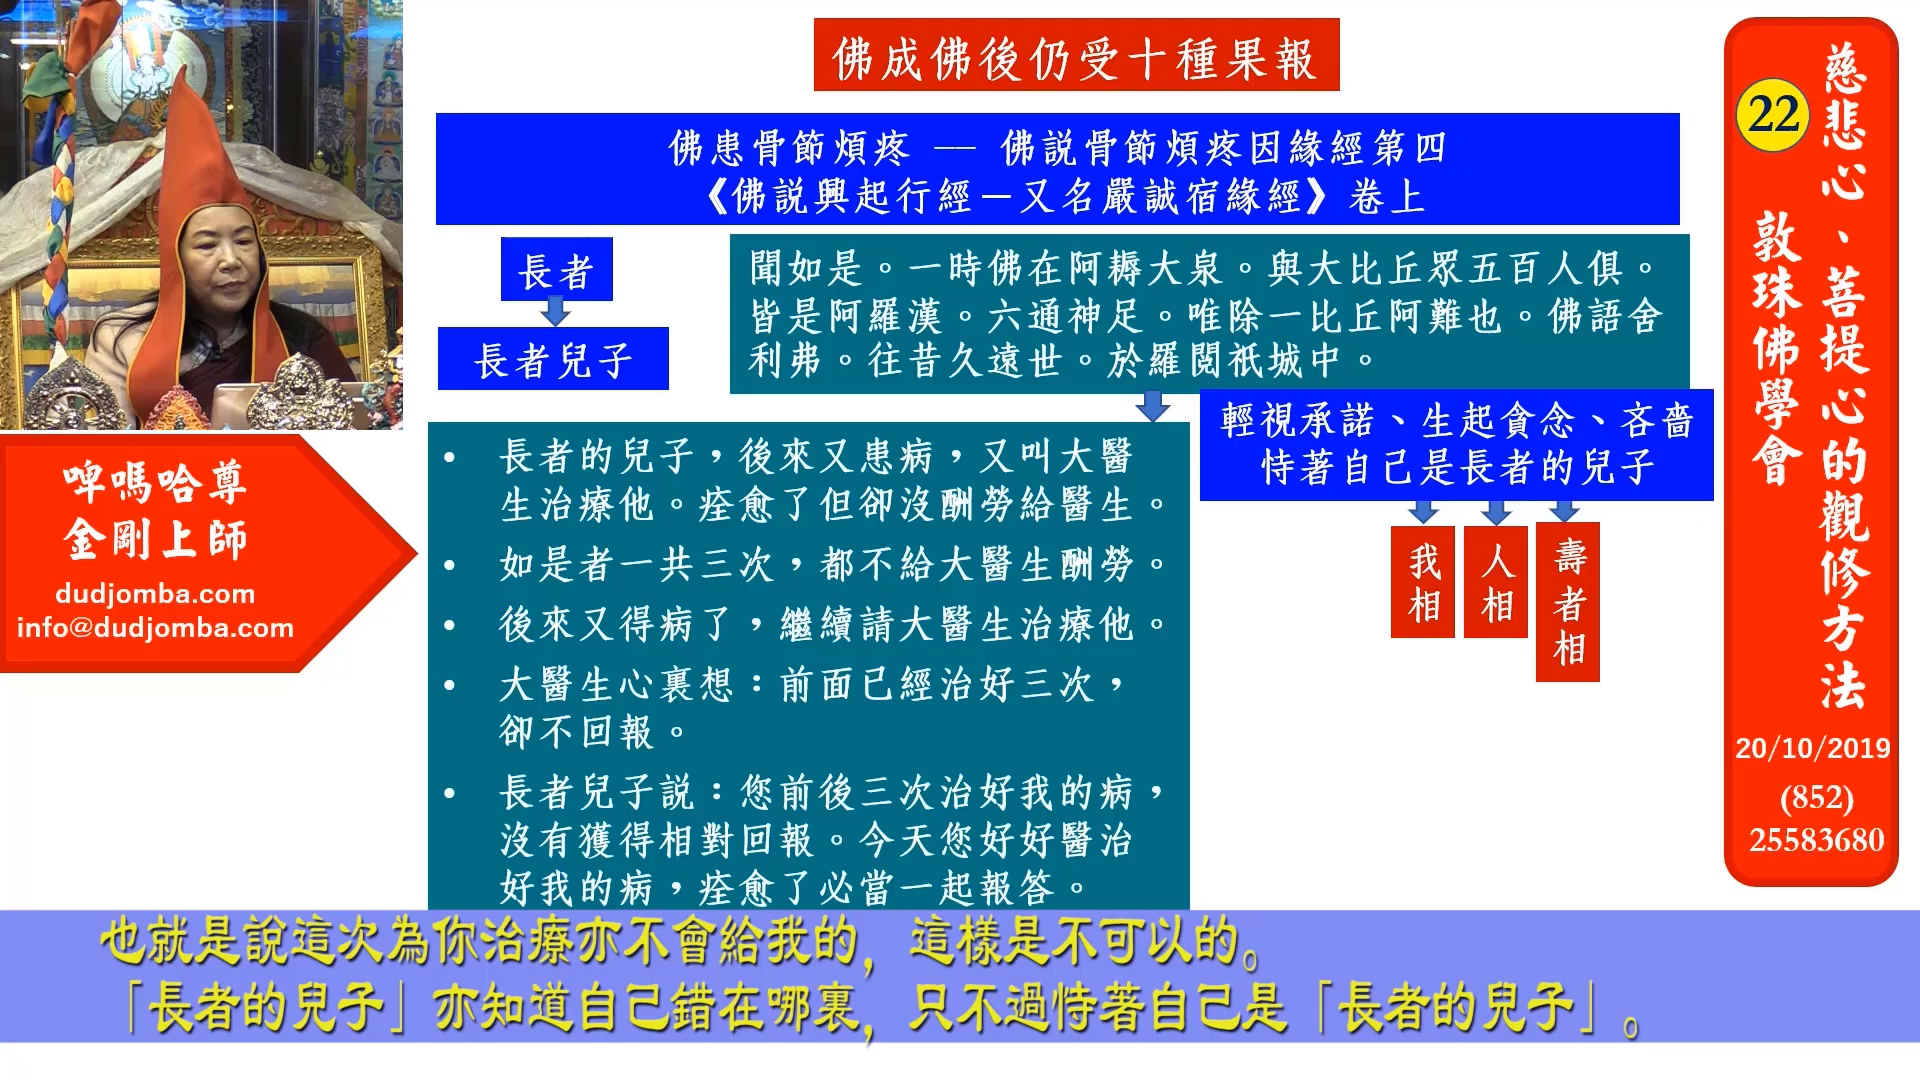 佛成佛後仍受十種果報
佛患骨節煩疼 —— 佛説骨節煩疼因緣經第四
《佛説興起行經－又名嚴誠宿緣經》卷上
長者
長者兒子
聞如是。一時佛在阿耨大泉。與大比丘眾五百人俱。
皆是阿羅漢。六通神足。唯除一比丘阿難也。佛語舍
利弗。往昔久遠世。於羅閱祇城中。
輕視承諾、生起貪念、吝嗇
恃著自己是長者的兒子
我相
人相
壽者相
• 長者的兒子，後來又患病，又叫大醫
生治療他。痊愈了但卻沒酬勞給醫生。
• 如是者一共三次，都不給大醫生酬勞。
• 後來又得病了，繼續請大醫生治療他。
• 大醫生心裏想：前面已經治好三次，
卻不回報。
• 長者兒子説：您前後三次治好我的病，
沒有獲得相對回報。今天您好好醫治
好我的病，痊愈了必當一起報答。
啤嗎哈尊
金剛上師
dudjomba.com
info@dudjomba.com
22
慈悲心、菩提心的觀修方法
敦珠佛學會
20/10/2019
(852)
25583680
也就是說這次為你治療亦不會給我的，這樣是不可以的。
「長者的兒子」亦知道自己錯在哪裏，只不過恃著自己是「長者的兒子」。